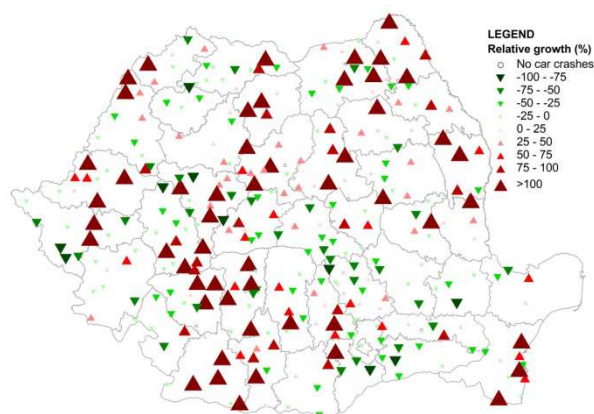 LEGEND
Relative growth (%)
No car crashes
-100 - -75
-75 - -50
-50 - -25
-25 - 0
0 - 25
25 - 50
50 - 75
75 - 100
>100